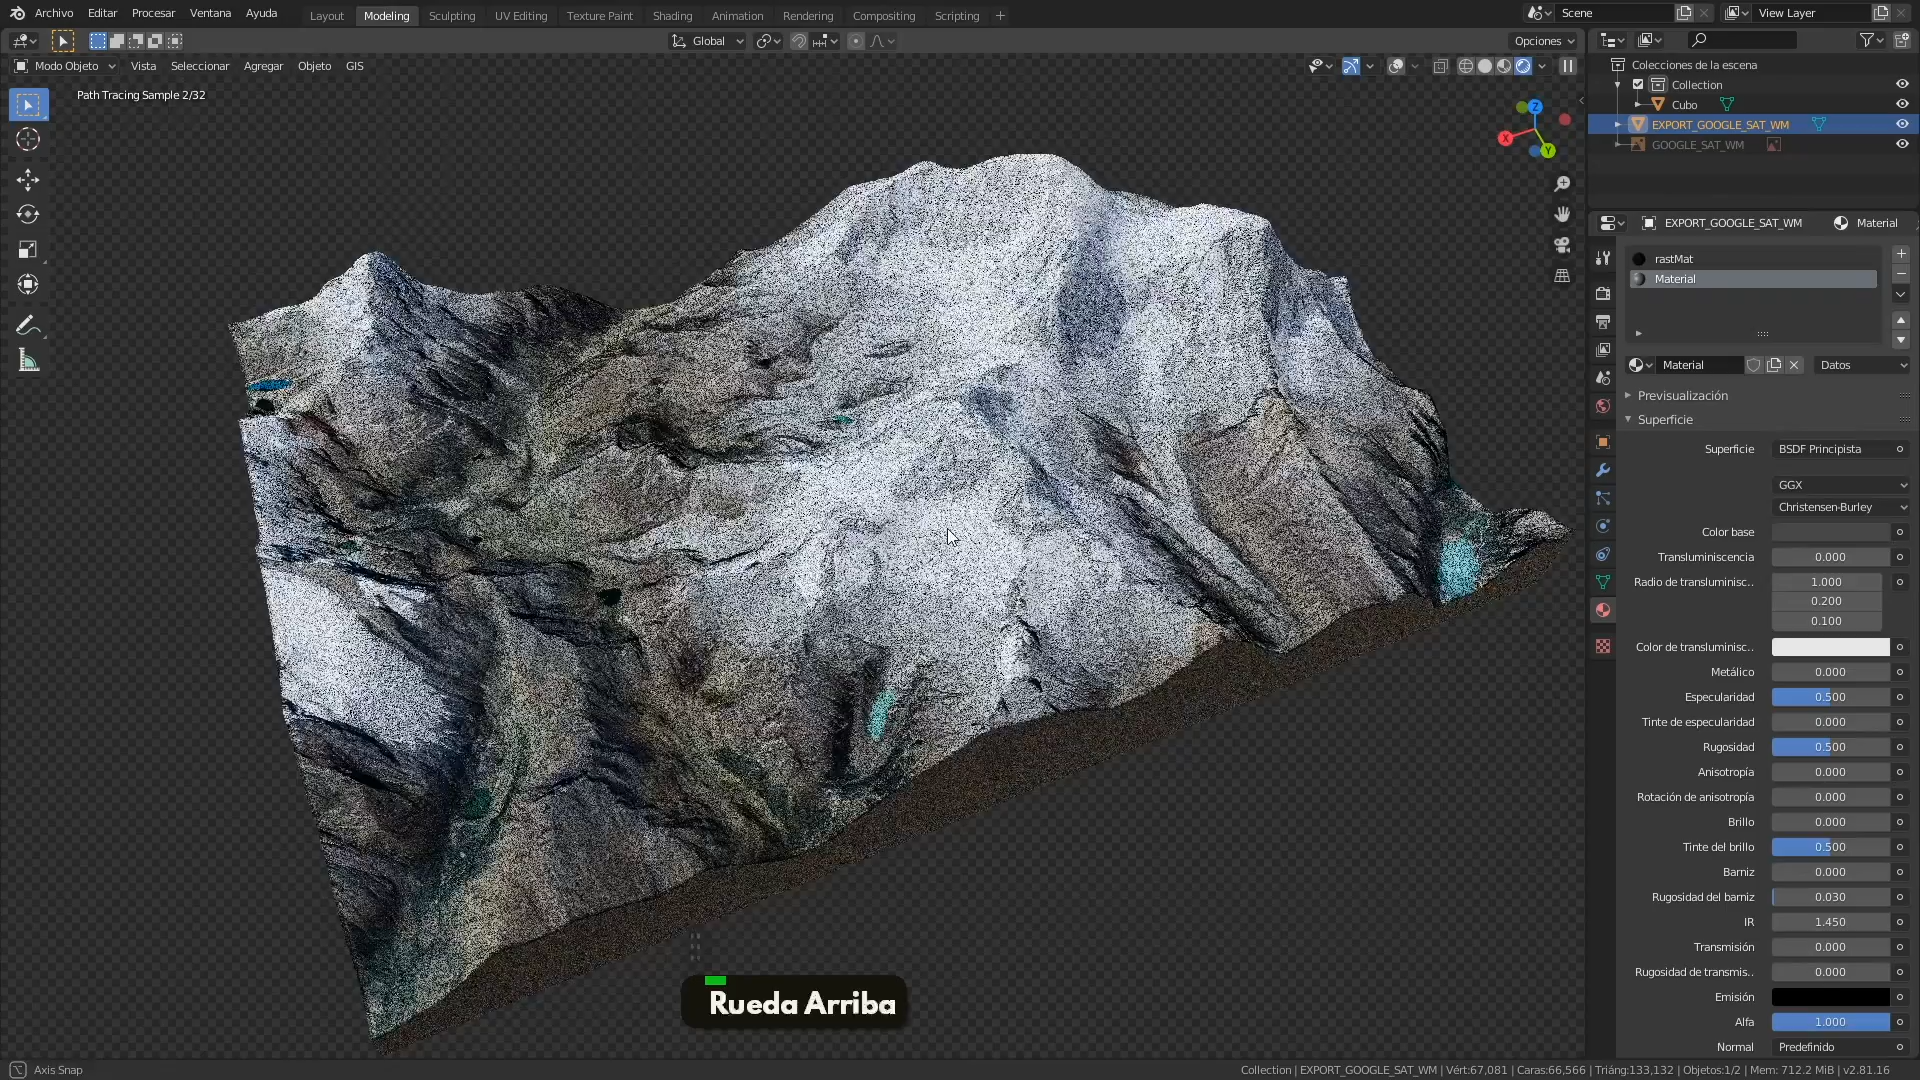 Archivo Editar Procesar Ventana Ayuda Layout Modeling Sculpting UV Editing Texture Paint Shading Animation Rendering Compositing Scripting Scene View Layer
Global Opciones
Modo Objeto Vista Seleccionar Agregar Objeto GIS
Path Tracing Sample 2/32
Z
X
Y
Colecciones de la escena
Collection
Cubo
EXPORT_GOOGLE_SAT_WM
GOOGLE_SAT_WM
EXPORT_GOOGLE_SAT_WM Material
rastMat
Material
Material Datos
Previsualización
Superficie
Superficie BSDF Principista
GGX
Christensen-Burley
Color base
Transluminiscencia 0.000
Radio de transluminisc.. 1.000
0.200
0.100
Color de transluminisc..
Metálico 0.000
Especularidad 0.500
Tinte de especularidad 0.000
Rugosidad 0.500
Anisotropía 0.000
Rotación de anisotropía 0.000
Brillo 0.000
Tinte del brillo 0.500
Barniz 0.000
Rugosidad del barniz 0.030
IR 1.450
Transmisión 0.000
Rugosidad de transmis.. 0.000
Emisión
Alfa 1.000
Normal Predefinido
Rueda Arriba
Axis Snap
Collection | EXPORT_GOOGLE_SAT_WM | Vért:67,081 | Caras:66,566 | Triáng:133,132 | Objetos:1/2 | Mem: 712.2 MiB | v2.81.16